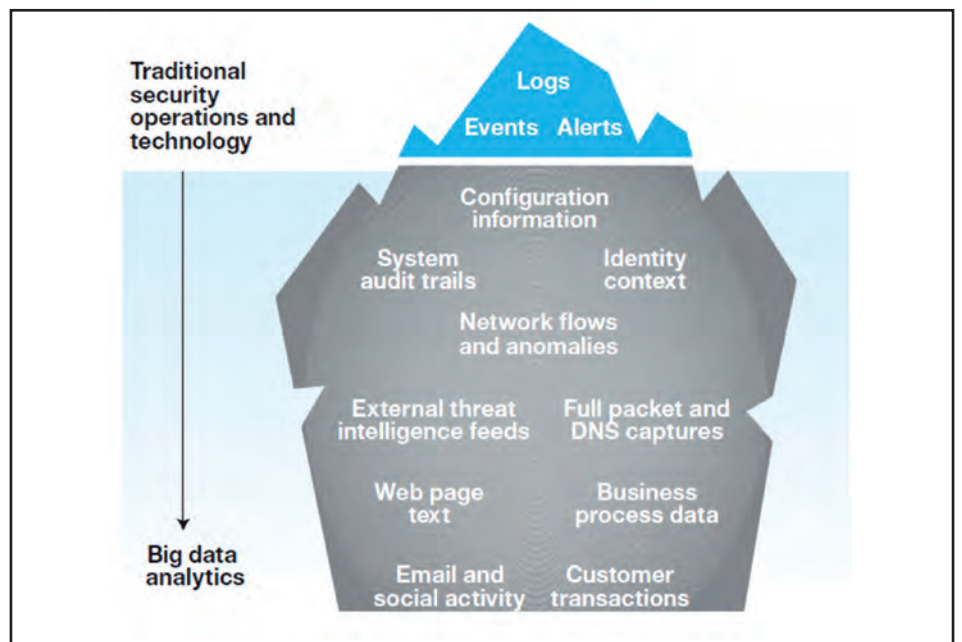 Traditional
security
operations and
technology
Logs
Events Alerts
Configuration
information
System
audit trails
Identity
context
Network flows
and anomalies
External threat
intelligence feeds
Full packet and
DNS captures
Web page
text
Business
process data
Big data
analytics
Email and
social activity
Customer
transactions